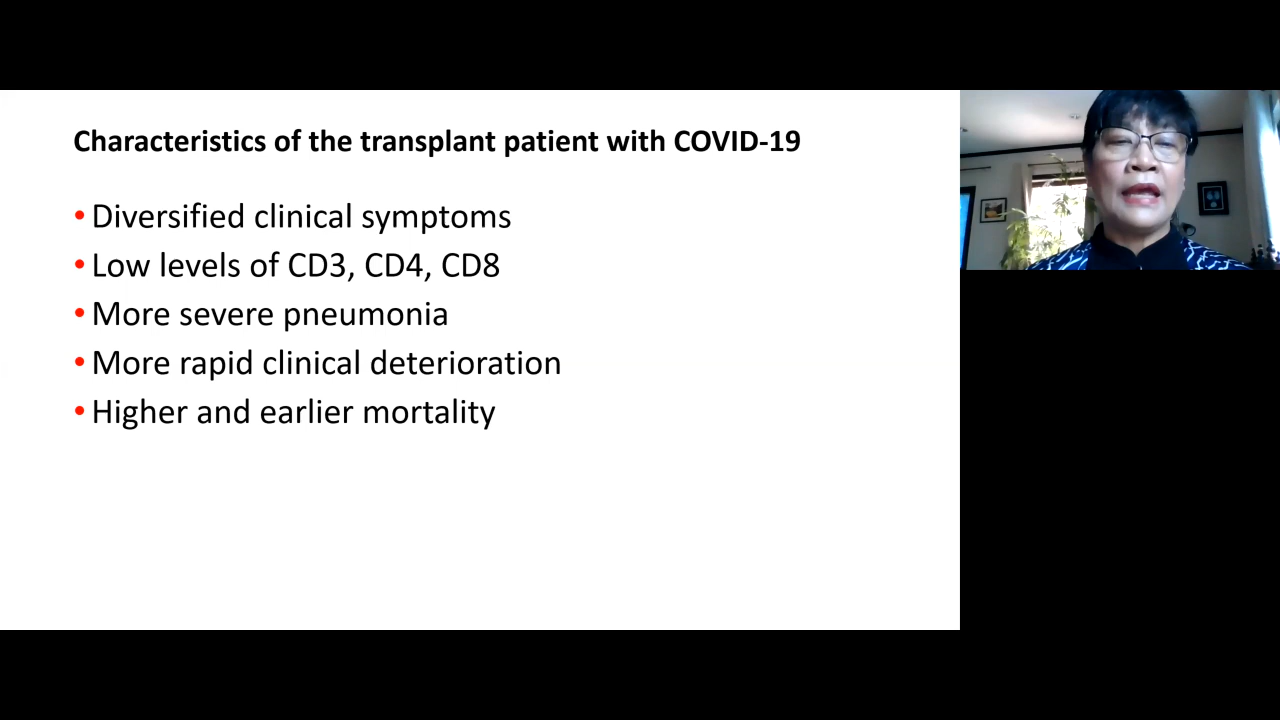 Characteristics of the transplant patient with COVID-19
• Diversified clinical symptoms
• Low levels of CD3, CD4, CD8
• More severe pneumonia
• More rapid clinical deterioration
• Higher and earlier mortality